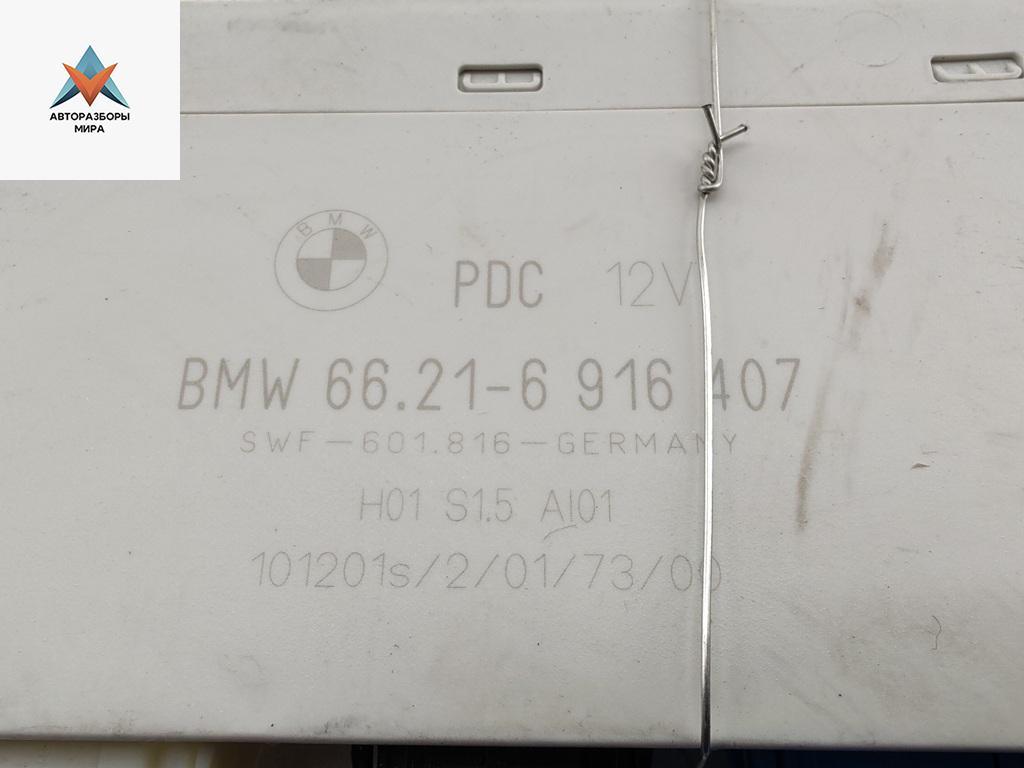 АВТОРАЗБОРЫ
МИРА
BMW
PDC 12V
BMW 66.21-6 916 407
SWF-601.816-GERMANY
H01 S1.5 AI01
101201s/2/01/73/00